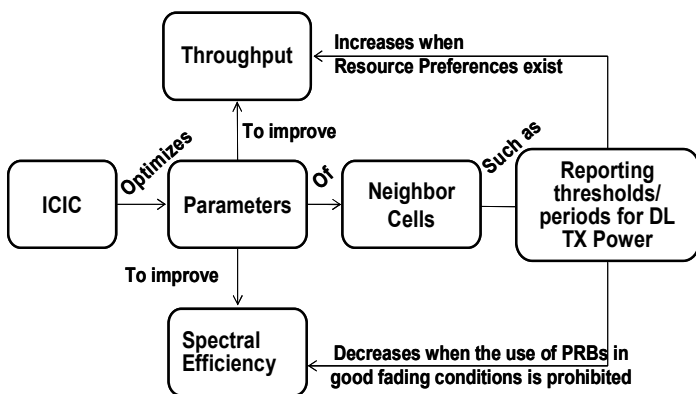 Throughput
Increases when
Resource Preferences exist
To improve
Optimizes
Of
Such as
ICIC
Parameters
Neighbor
Cells
Reporting
thresholds/
periods for DL
TX Power
To improve
Spectral
Efficiency
Decreases when the use of PRBs in
good fading conditions is prohibited